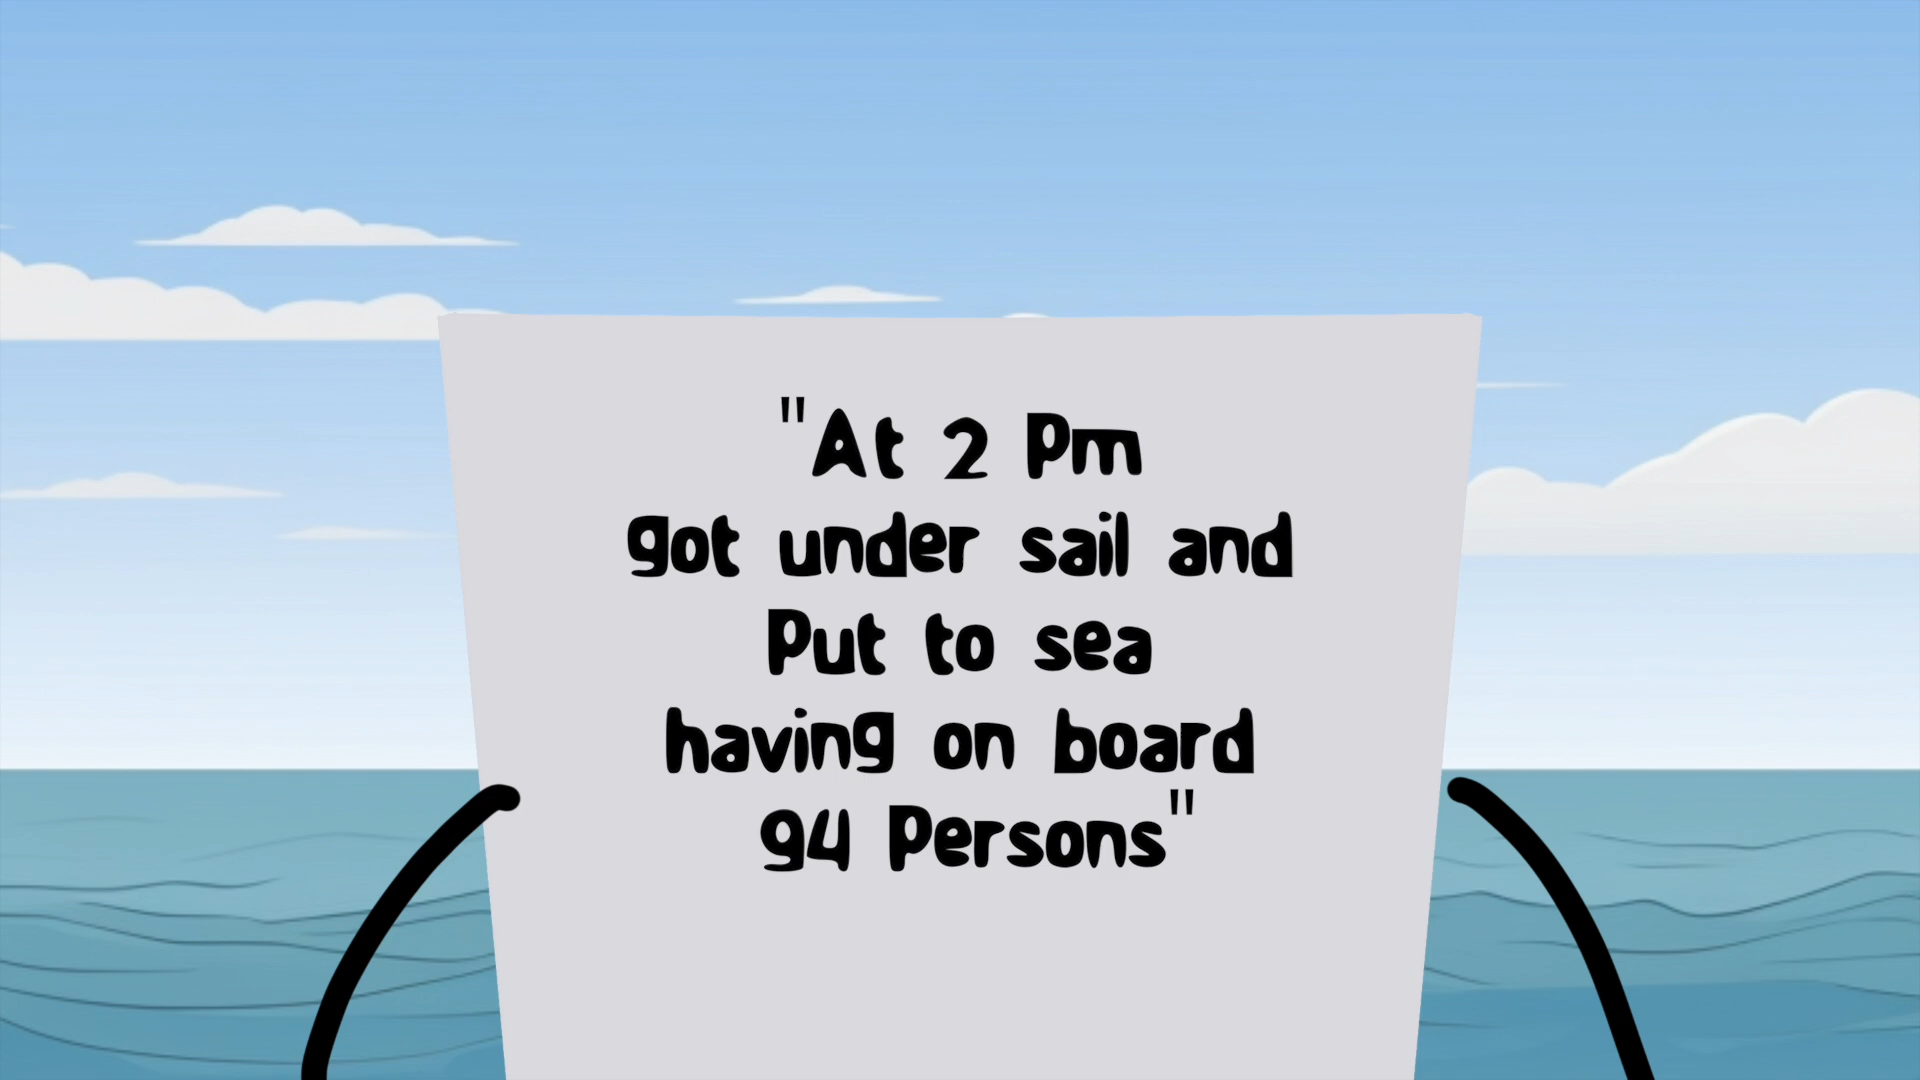 "At 2 Pm
got under sail and
Put to sea
having on board
94 Persons"